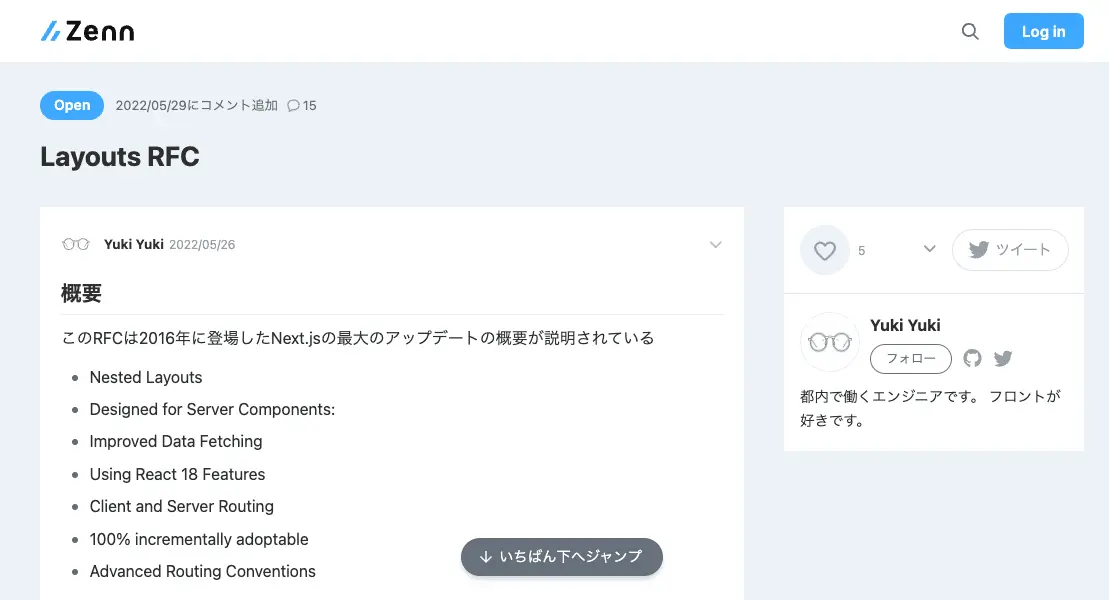 Zenn
Log in
Open 2022/05/29にコメント追加 15
Layouts RFC
Yuki Yuki 2022/05/26
概要
このRFCは2016年に登場したNext.jsの最大のアップデートの概要が説明されている
Nested Layouts
Designed for Server Components:
Improved Data Fetching
Using React 18 Features
Client and Server Routing
100% incrementally adoptable
Advanced Routing Conventions
↓ いちばん下へジャンプ
5
ツイート
Yuki Yuki
フォロー
都内で働くエンジニアです。 フロントが
好きです。